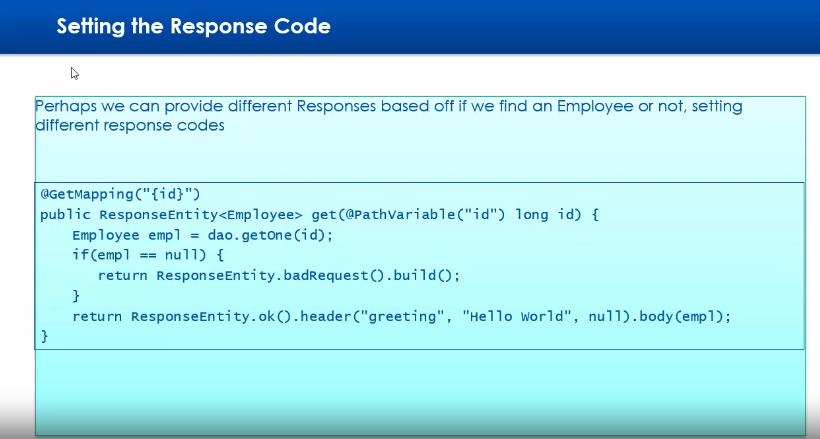 Setting the Response Code
Perhaps we can provide different Responses based off if we find an Employee or not, setting
different response codes
@GetMapping("{id}")
public ResponseEntity<Employee> get(@PathVariable("id") long id) {
    Employee empl = dao.getOne(id);
    if(empl == null) {
        return ResponseEntity.badRequest().build();
    }
    return ResponseEntity.ok().header("greeting", "Hello World", null).body(empl);
}